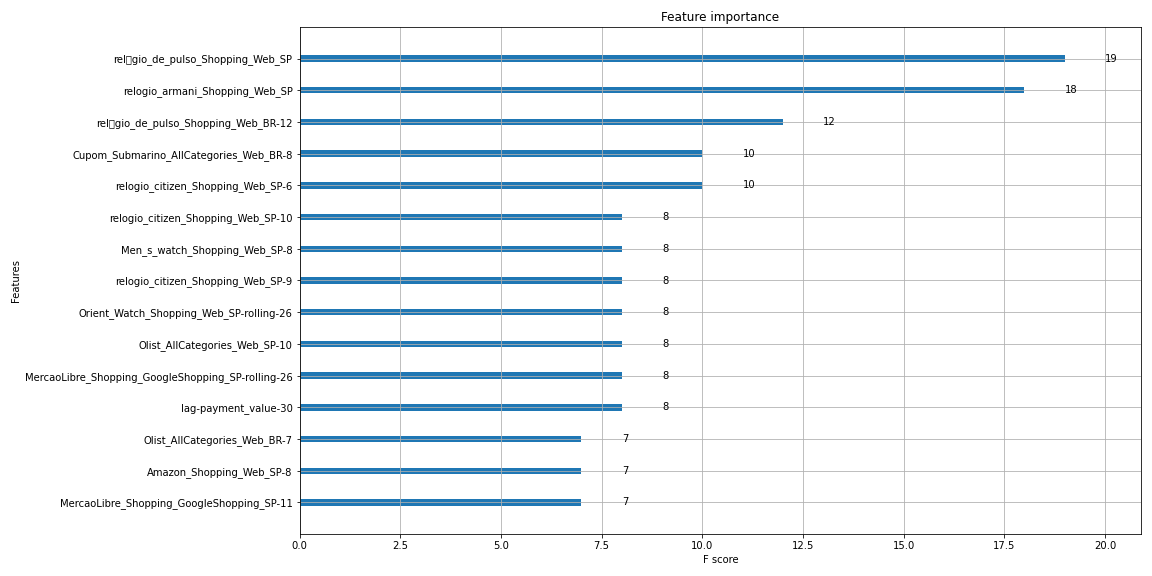 Feature importance
rel▯gio_de_pulso_Shopping_Web_SP
19
relogio_armani_Shopping_Web_SP
18
rel▯gio_de_pulso_Shopping_Web_BR-12
12
Cupom_Submarino_AllCategories_Web_BR-8
10
relogio_citizen_Shopping_Web_SP-6
10
relogio_citizen_Shopping_Web_SP-10
8
Men_s_watch_Shopping_Web_SP-8
8
relogio_citizen_Shopping_Web_SP-9
8
Orient_Watch_Shopping_Web_SP-rolling-26
8
Olist_AllCategories_Web_SP-10
8
MercaoLibre_Shopping_GoogleShopping_SP-rolling-26
8
lag-payment_value-30
8
Olist_AllCategories_Web_BR-7
7
Amazon_Shopping_Web_SP-8
7
MercaoLibre_Shopping_GoogleShopping_SP-11
7
Features
0.0 2.5 5.0 7.5 10.0 12.5 15.0 17.5 20.0
F score